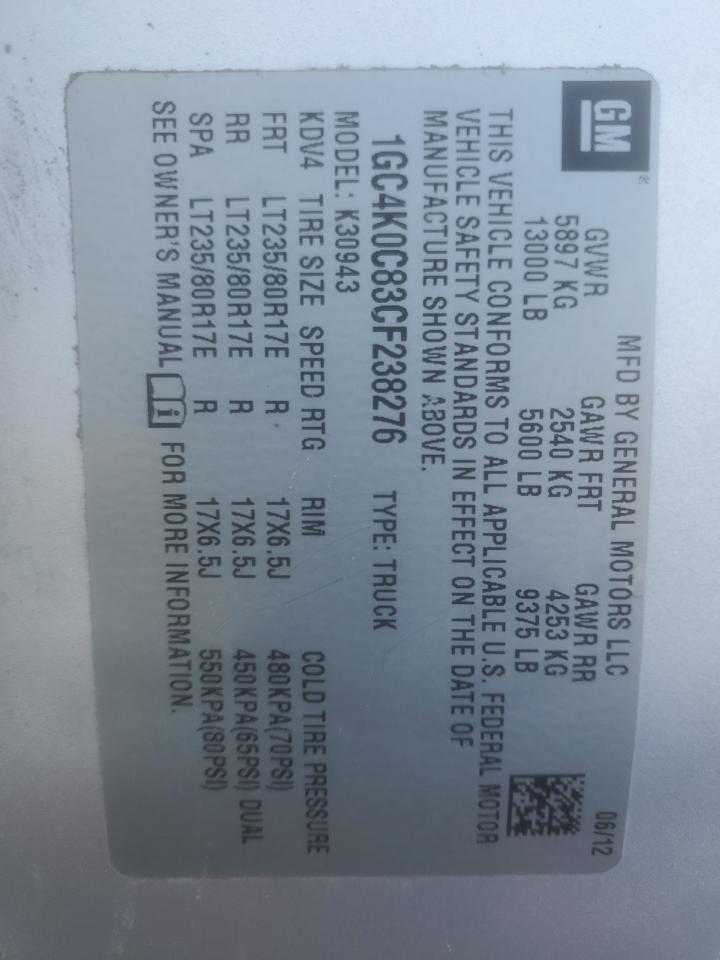 GM®
MFD BY GENERAL MOTORS LLC 06/12
GVWR GAWR FRT GAWR RR
5897 KG 2540 KG 4253 KG
13000 LB 5600 LB 9375 LB
THIS VEHICLE CONFORMS TO ALL APPLICABLE U.S. FEDERAL MOTOR
VEHICLE SAFETY STANDARDS IN EFFECT ON THE DATE OF
MANUFACTURE SHOWN ABOVE.
1GC4K0C83CF238276 TYPE: TRUCK
MODEL: K30943
KDV4 TIRE SIZE SPEED RTG RIM COLD TIRE PRESSURE
FRT LT235/80R17E R 17X6.5J 480KPA(70PSI)
RR LT235/80R17E R 17X6.5J 450KPA(65PSI) DUAL
SPA LT235/80R17E R 17X6.5J 550KPA(80PSI)
SEE OWNER'S MANUAL i FOR MORE INFORMATION.